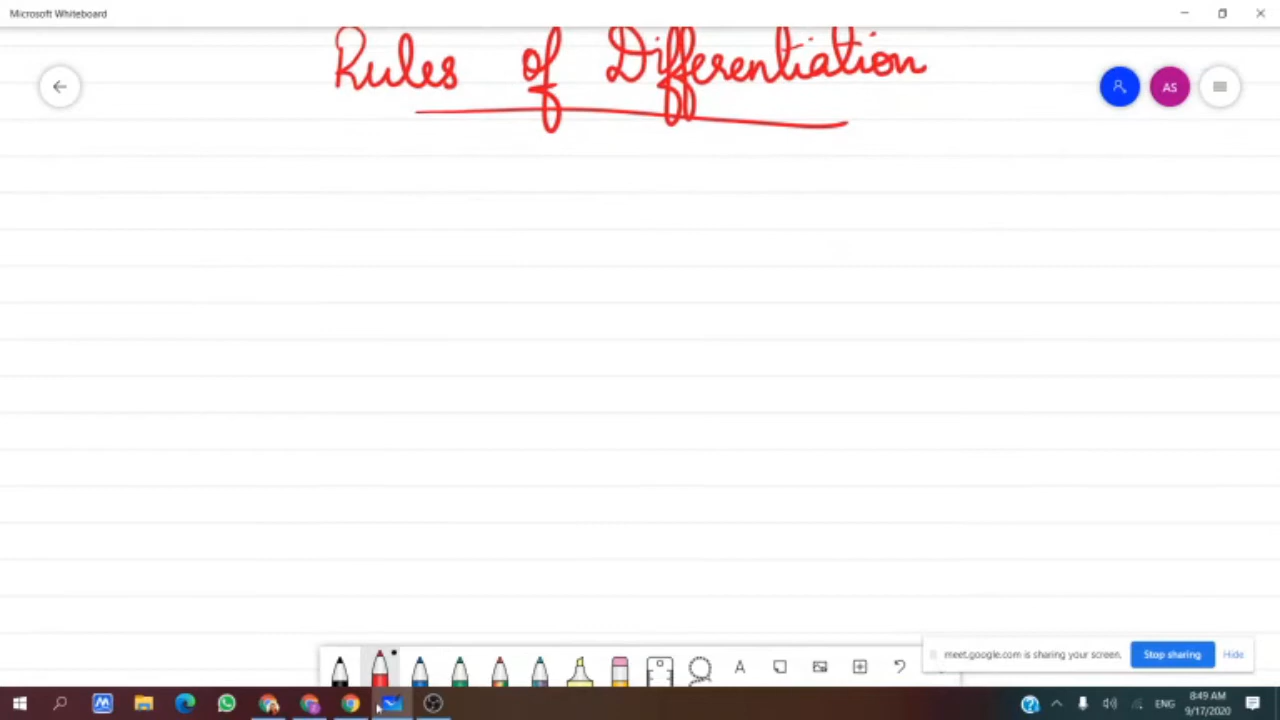 Microsoft Whiteboard
Rules of Differentiation
AS
A
meet.google.com is sharing your screen.
Stop sharing
Hide
ENG
8:49 AM
9/17/2020